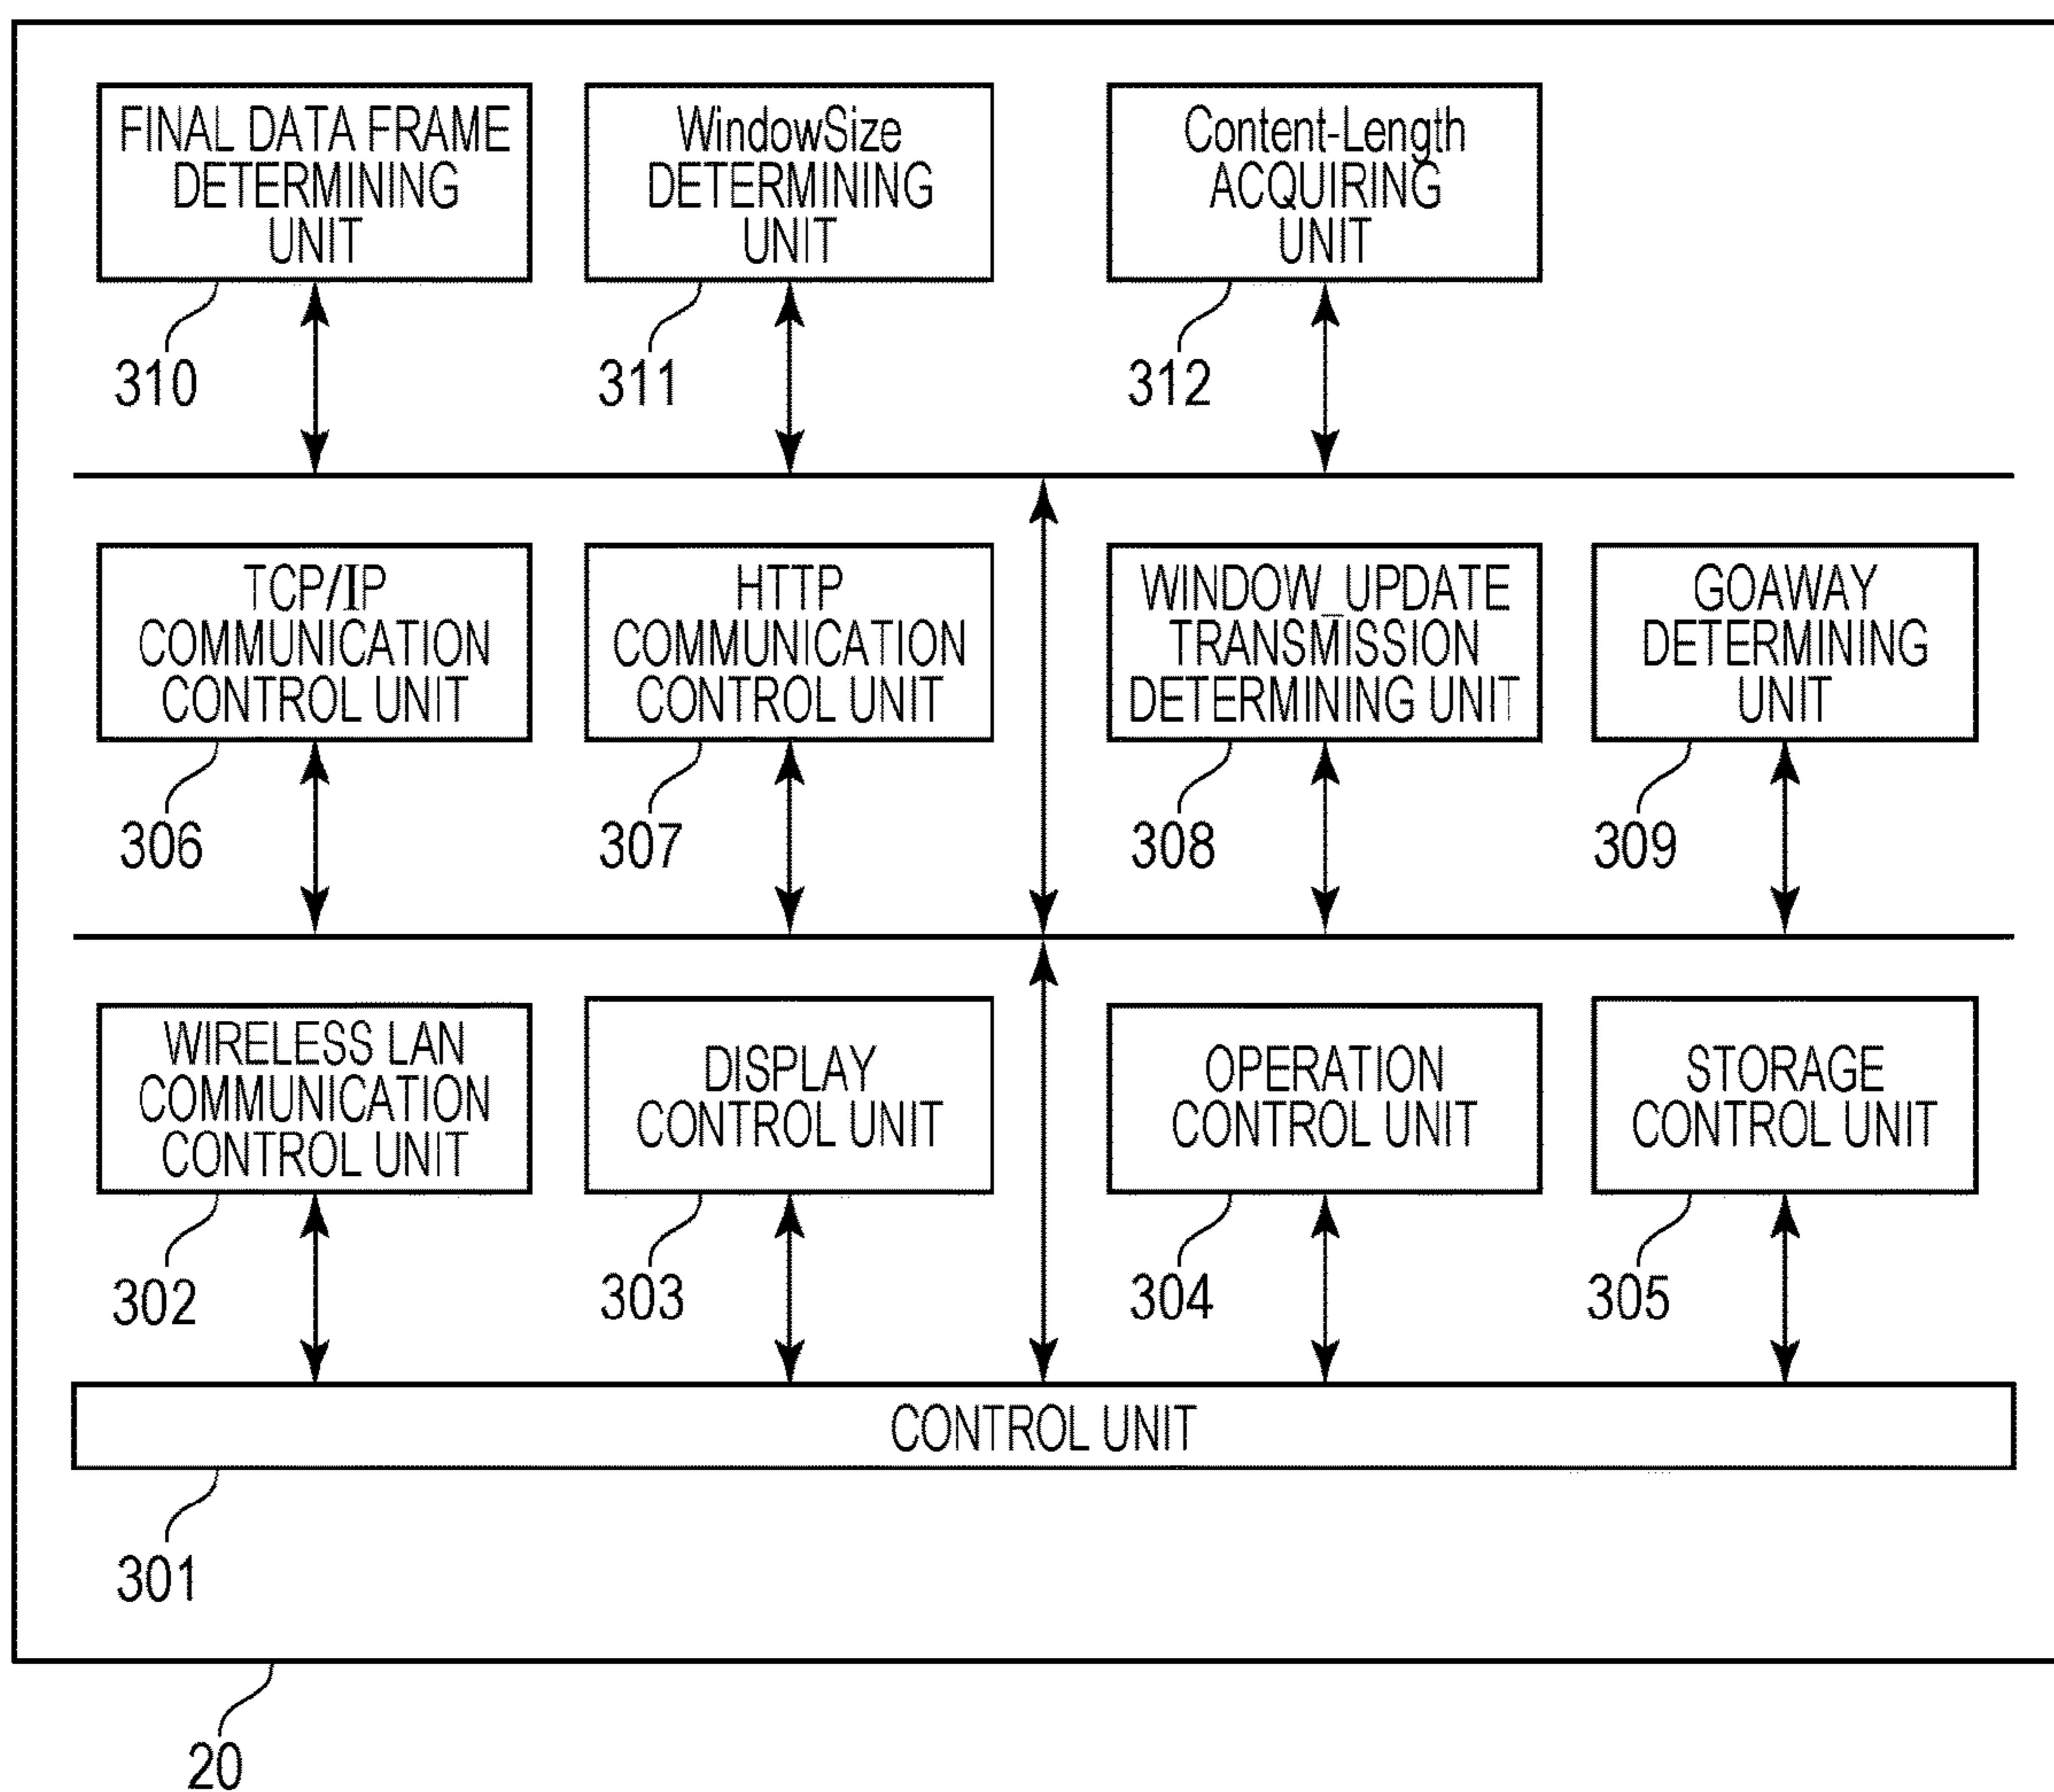 FINAL DATA FRAME
DETERMINING
UNIT
310
WindowSize
DETERMINING
UNIT
311
Content-Length
ACQUIRING
UNIT
312
TCP/IP
COMMUNICATION
CONTROL UNIT
306
HTTP
COMMUNICATION
CONTROL UNIT
307
WINDOW_UPDATE
TRANSMISSION
DETERMINING UNIT
308
GOAWAY
DETERMINING
UNIT
309
WIRELESS LAN
COMMUNICATION
CONTROL UNIT
302
DISPLAY
CONTROL UNIT
303
OPERATION
CONTROL UNIT
304
STORAGE
CONTROL UNIT
305
CONTROL UNIT
301
20